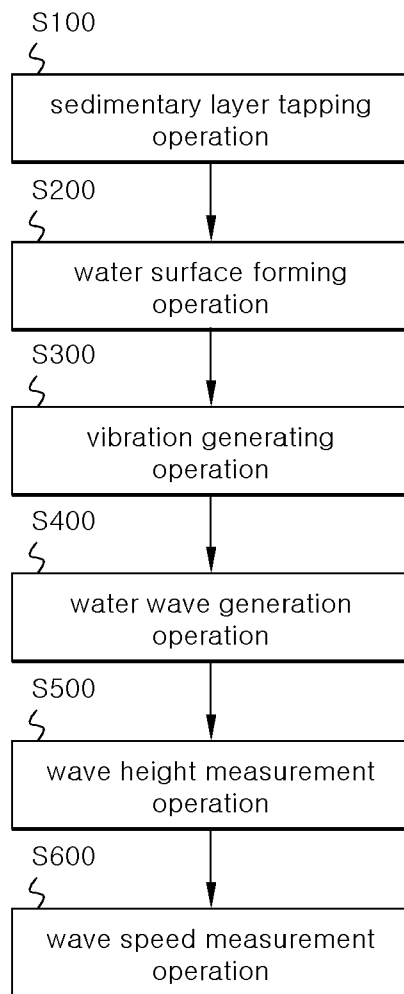 S100
sedimentary layer tapping
operation
S200
water surface forming
operation
S300
vibration generating
operation
S400
water wave generation
operation
S500
wave height measurement
operation
S600
wave speed measurement
operation